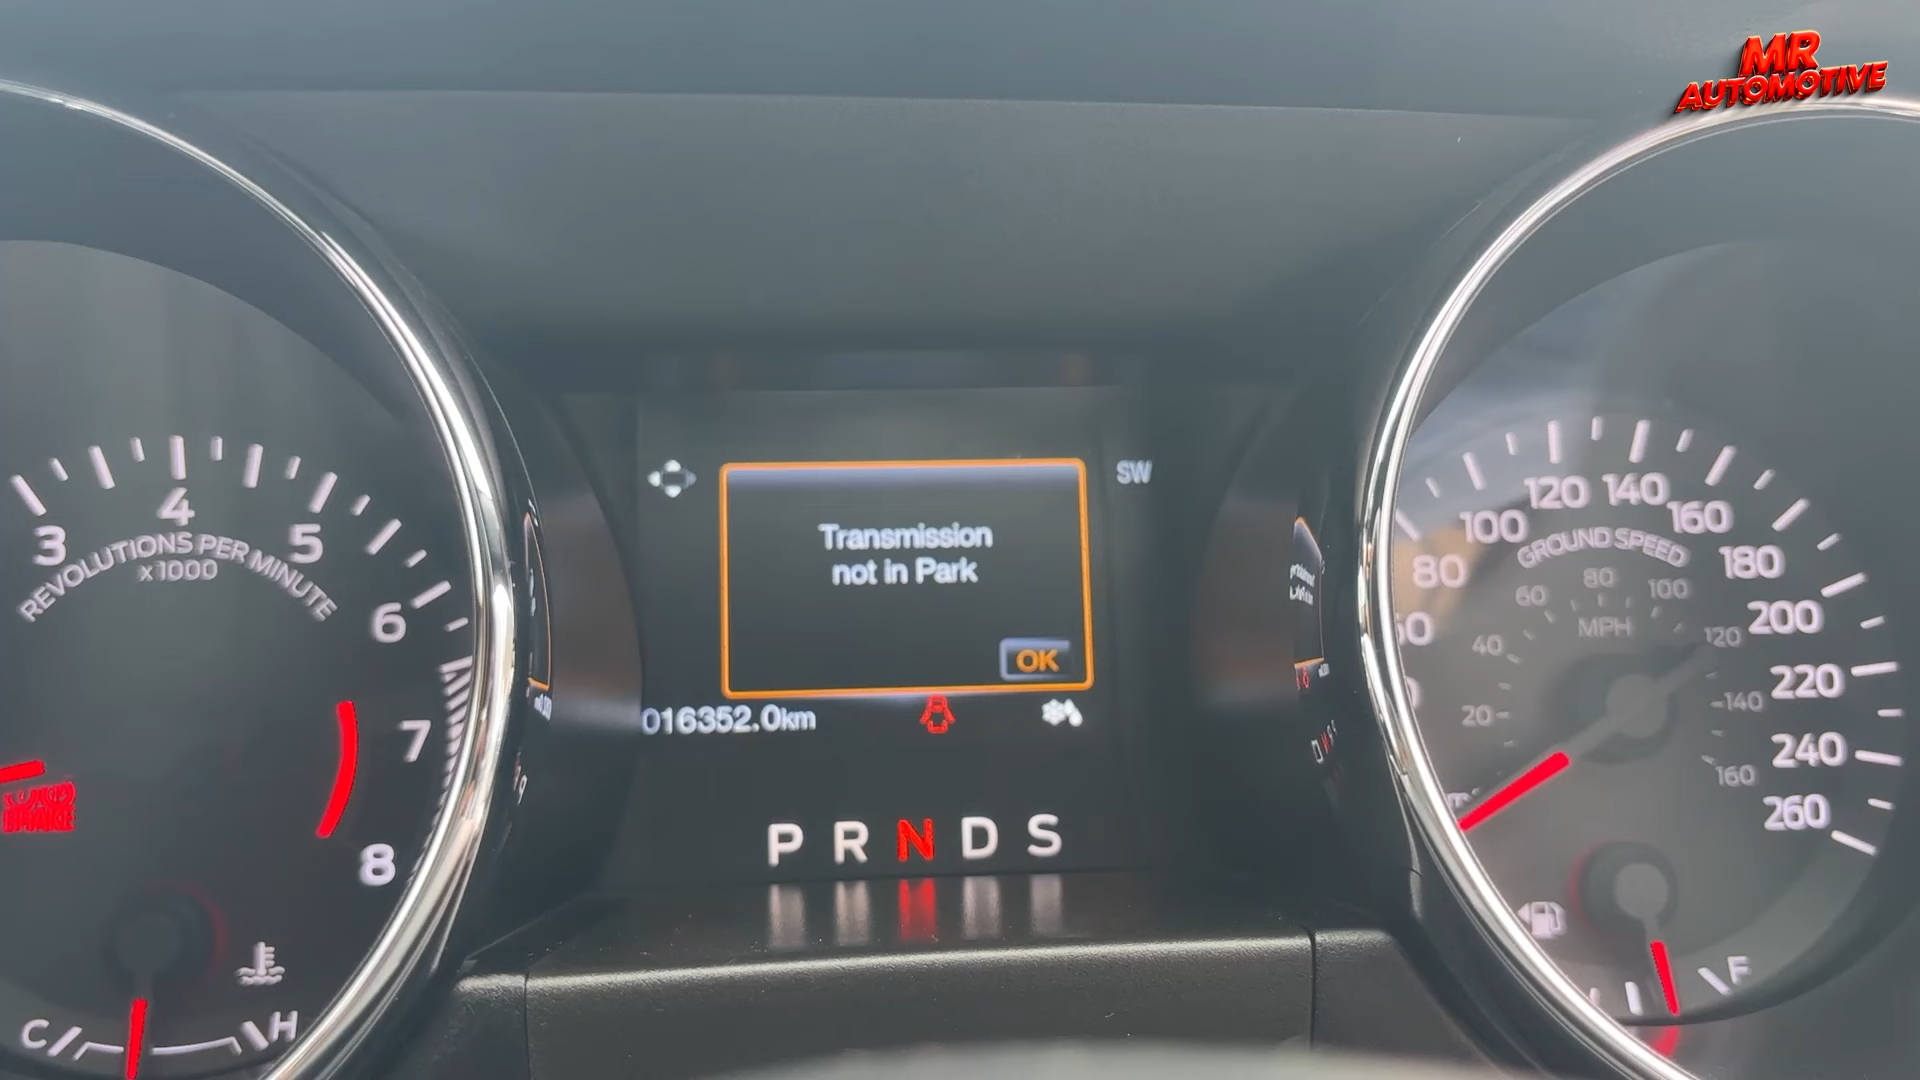 MR
AUTOMOTIVE
3
4
5
6
7
8
REVOLUTIONS PER MINUTE
x1000
BRAKE
C
H
SW
Transmission
not in Park
OK
016352.0km
P R N D S
80
100
120
140
160
180
200
220
240
260
GROUND SPEED
20
40
60
80
100
120
140
160
MPH
F